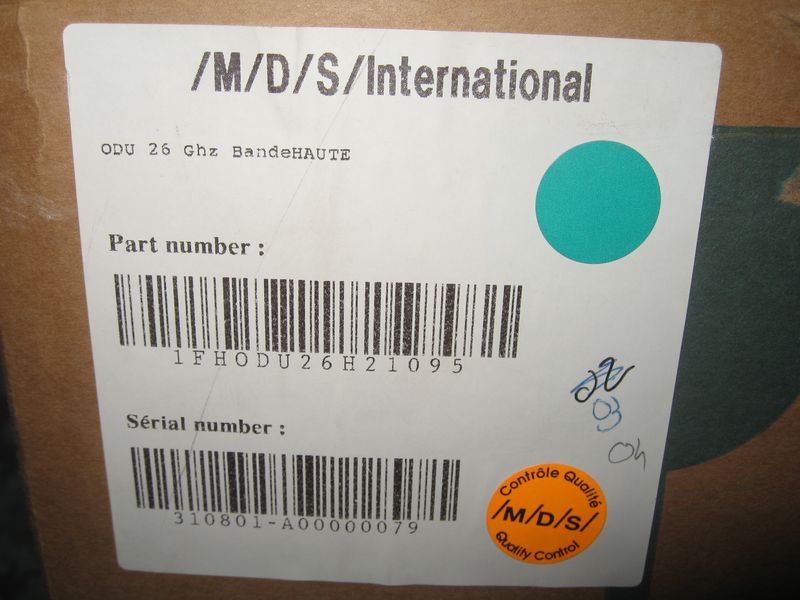 /M/D/S/International
ODU 26 Ghz BandeHAUTE
Part number :
1FHODU26H21095
Sérial number :
310801-A00000079
03
04
Contrôle Qualité
/M/D/S/
Quality Control